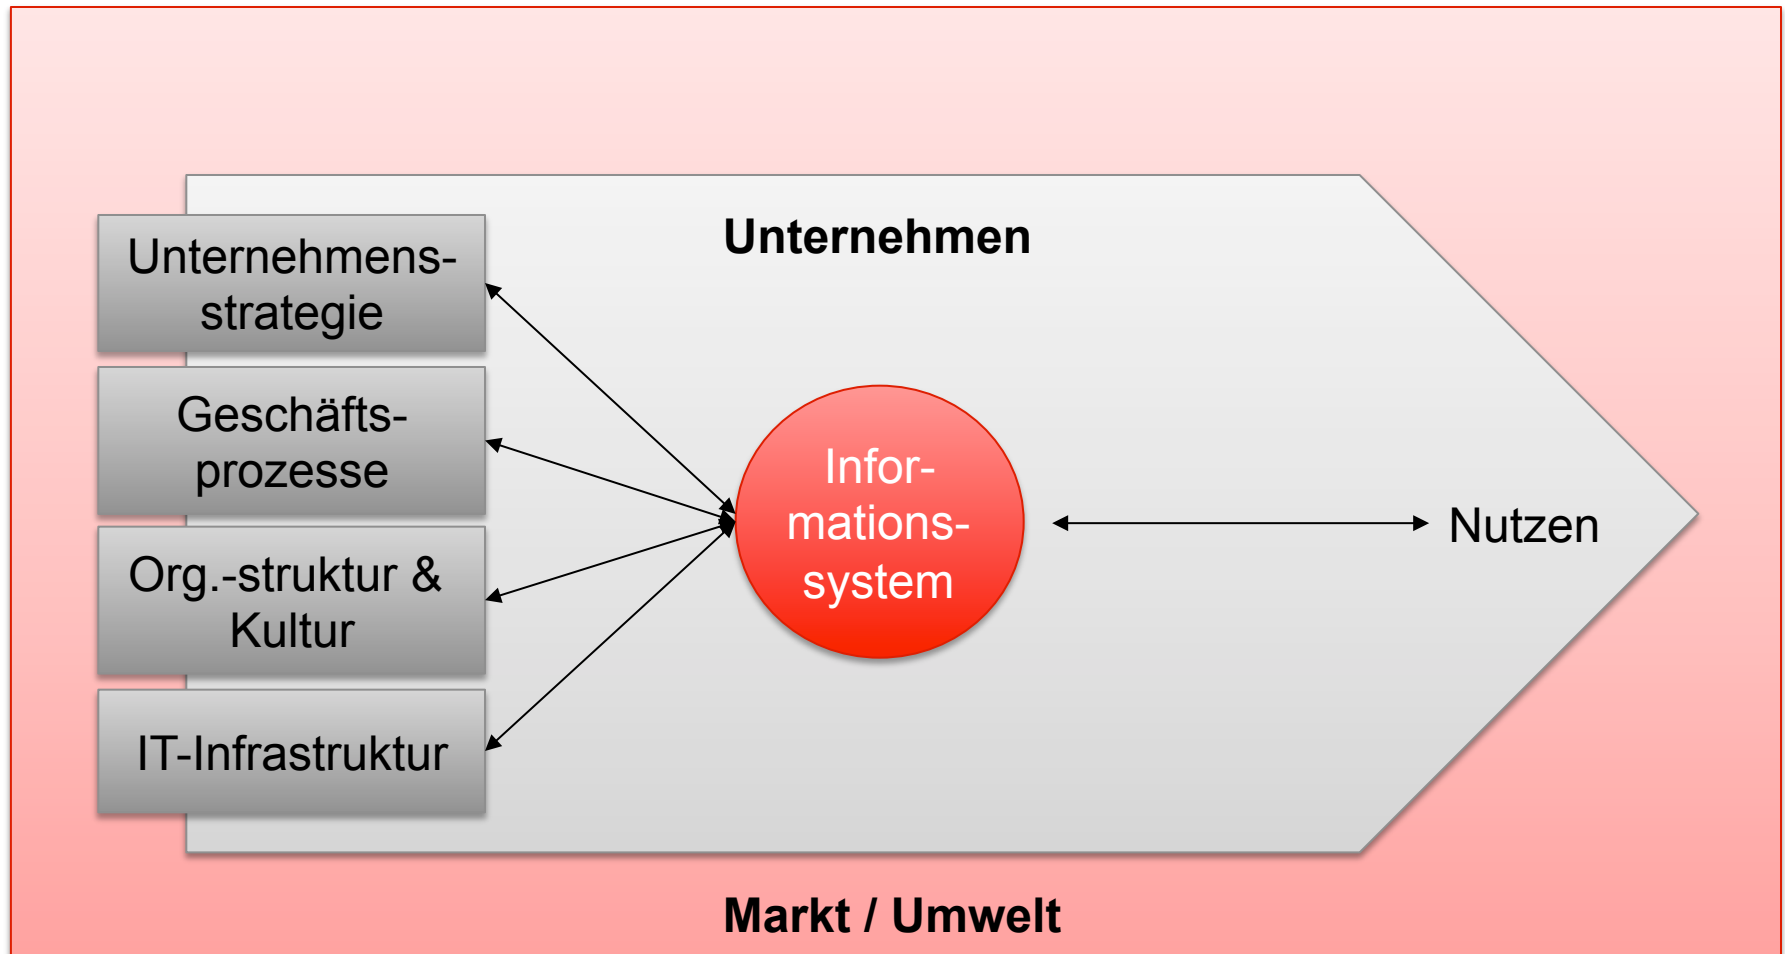 Unternehmen
Unternehmens-
strategie
Geschäfts-
prozesse
Org.-struktur &
Kultur
IT-Infrastruktur
Infor-
mations-
system
Nutzen
Markt / Umwelt